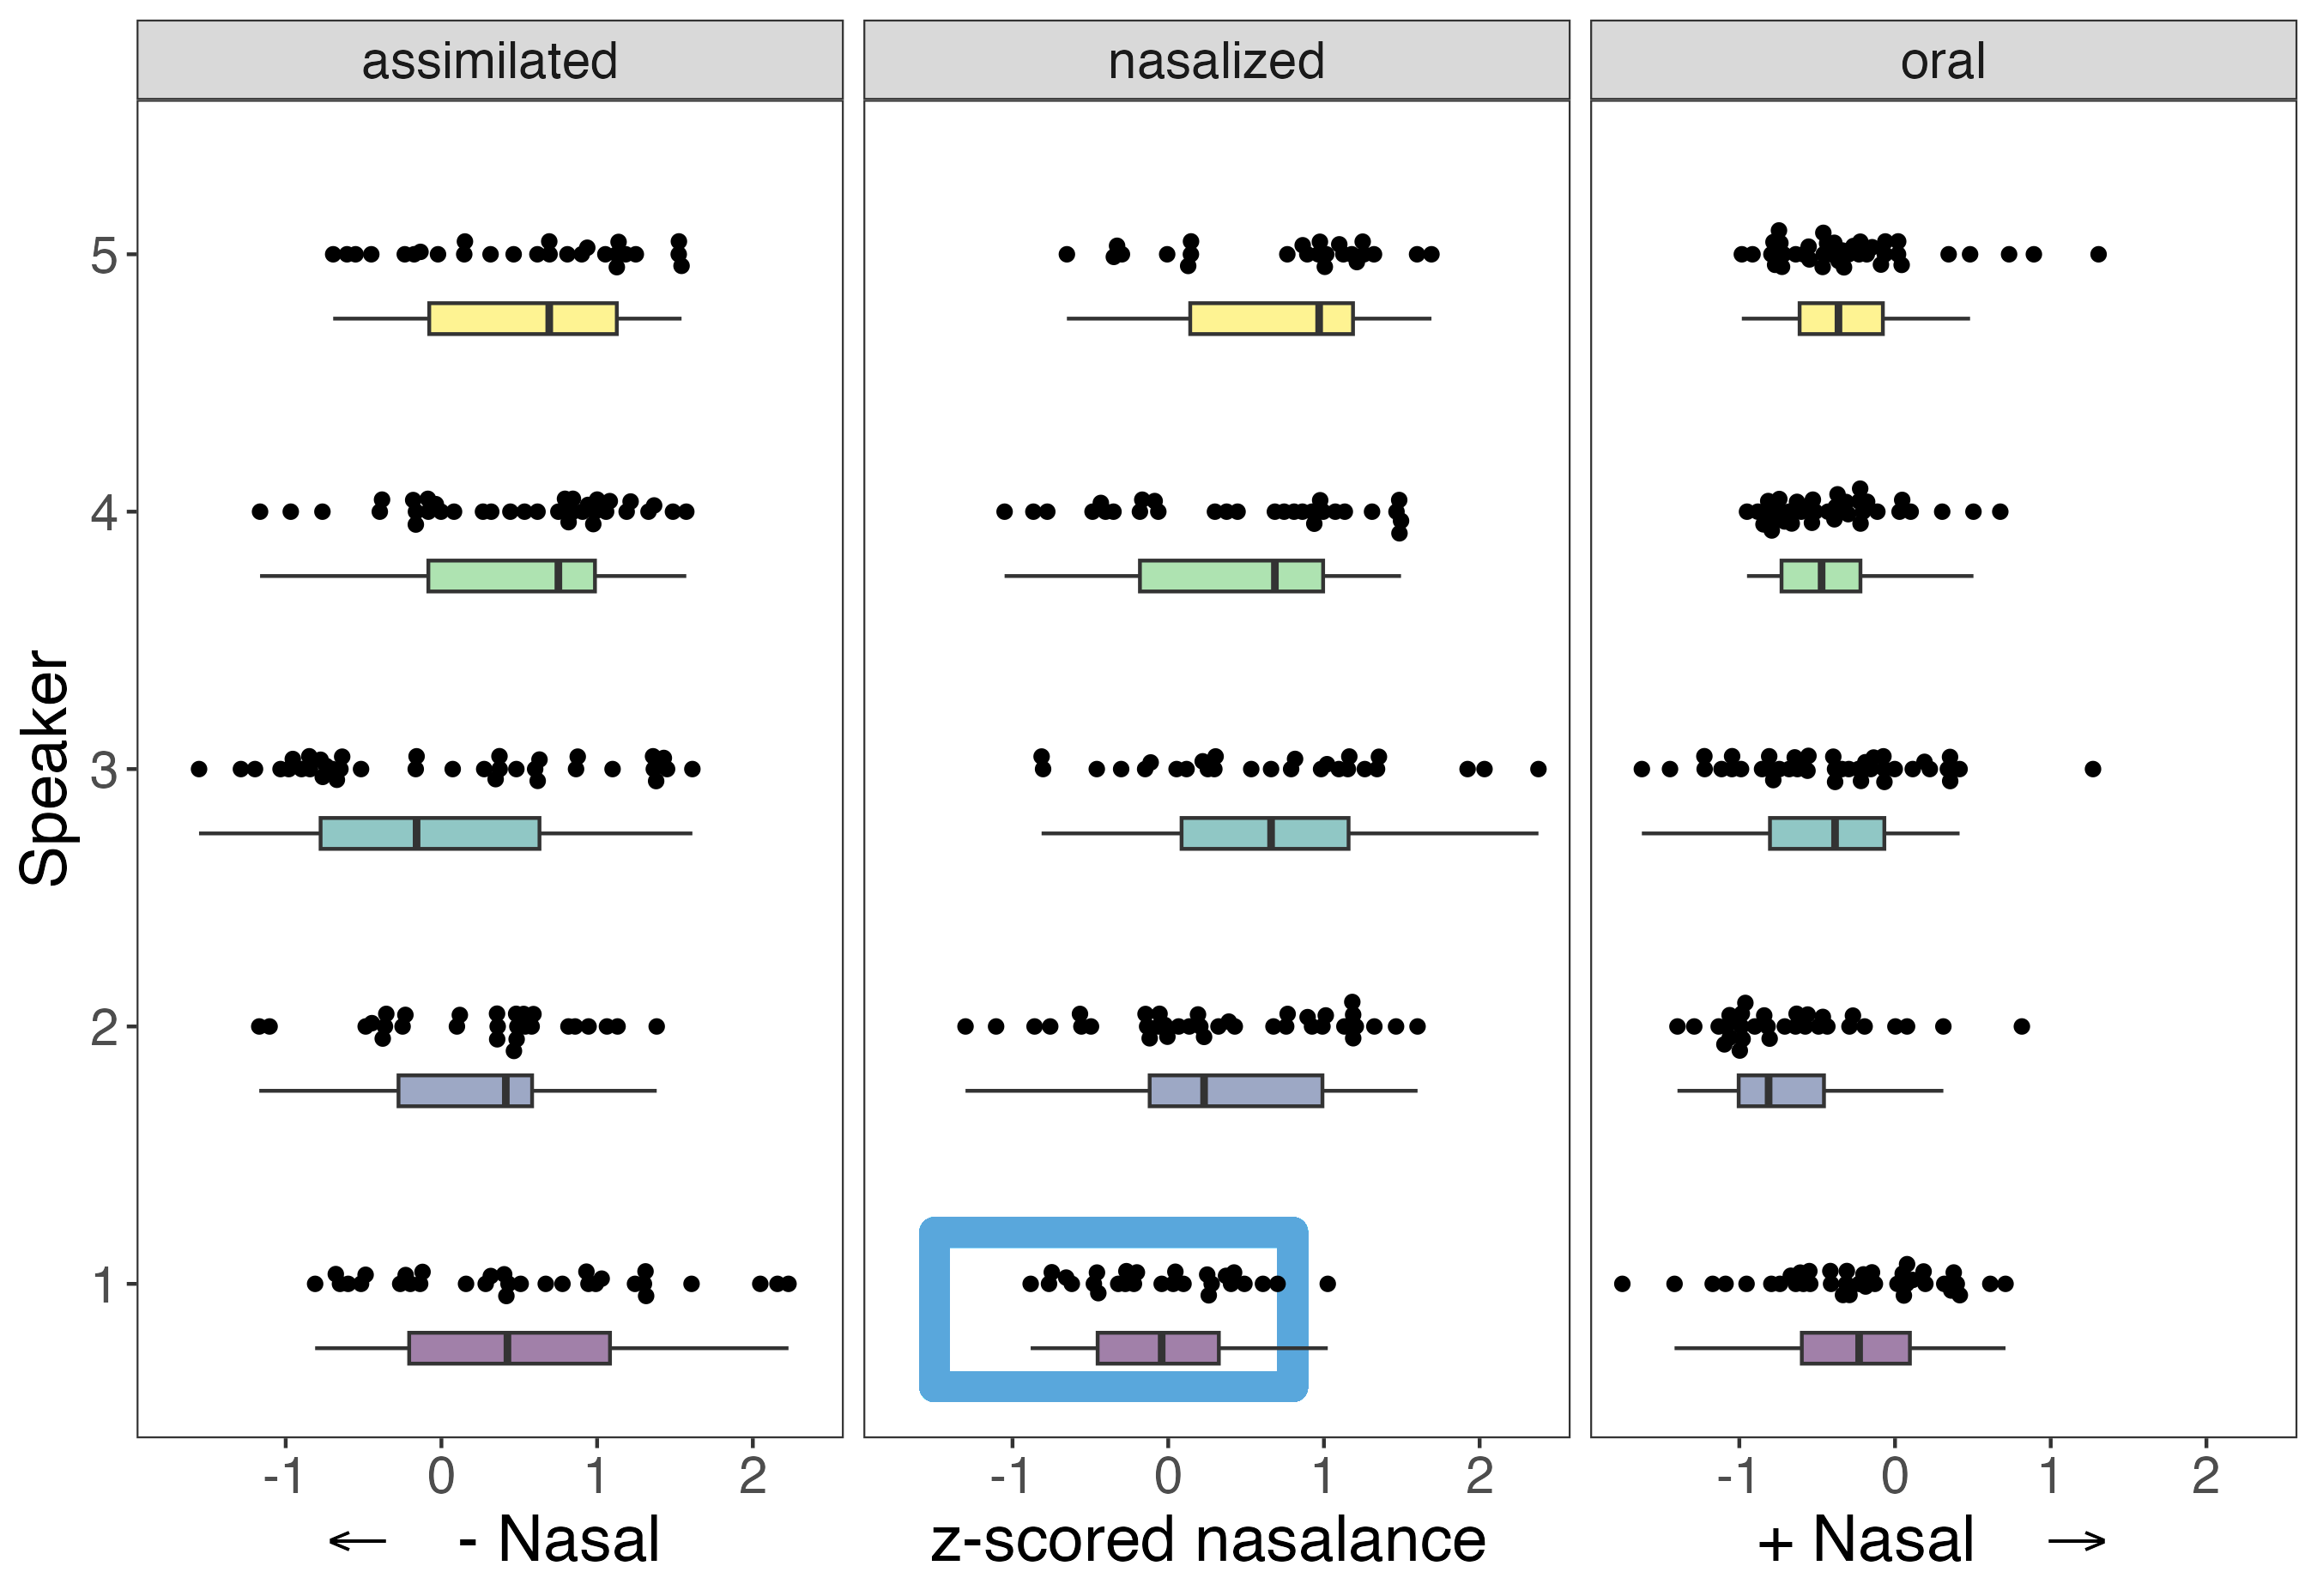 assimilated nasalized oral
5
4
3
2
1
Speaker
-1 0 1 2 -1 0 1 2 -1 0 1 2
← - Nasal z-scored nasalance + Nasal →